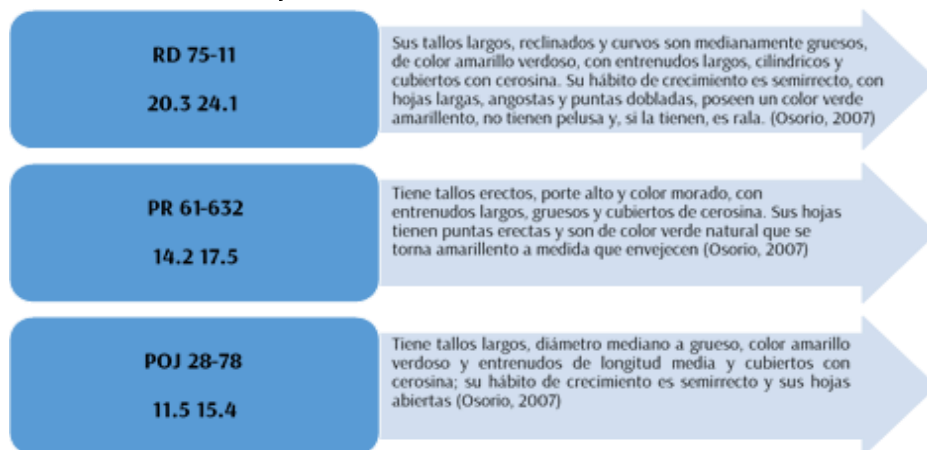 RD 75-11
20.3 24.1
Sus tallos largos, reclinados y curvos son medianamente gruesos,
de color amarillo verdoso, con entrenudos largos, cilíndricos y
cubiertos con cerosina. Su hábito de crecimiento es semirrecto, con
hojas largas, angostas y puntas dobladas, poseen un color verde
amarillento, no tienen pelusa y, si la tienen, es rala. (Osorio, 2007)
PR 61-632
14.2 17.5
Tiene tallos erectos, porte alto y color morado, con
entrenudos largos, gruesos y cubiertos de cerosina. Sus hojas
tienen puntas erectas y son de color verde natural que se
torna amarillento a medida que envejecen (Osorio, 2007)
POJ 28-78
11.5 15.4
Tiene tallos largos, diámetro mediano a grueso, color amarillo
verdoso y entrenudos de longitud media y cubiertos con
cerosina; su hábito de crecimiento es semirrecto y sus hojas
abiertas (Osorio, 2007)